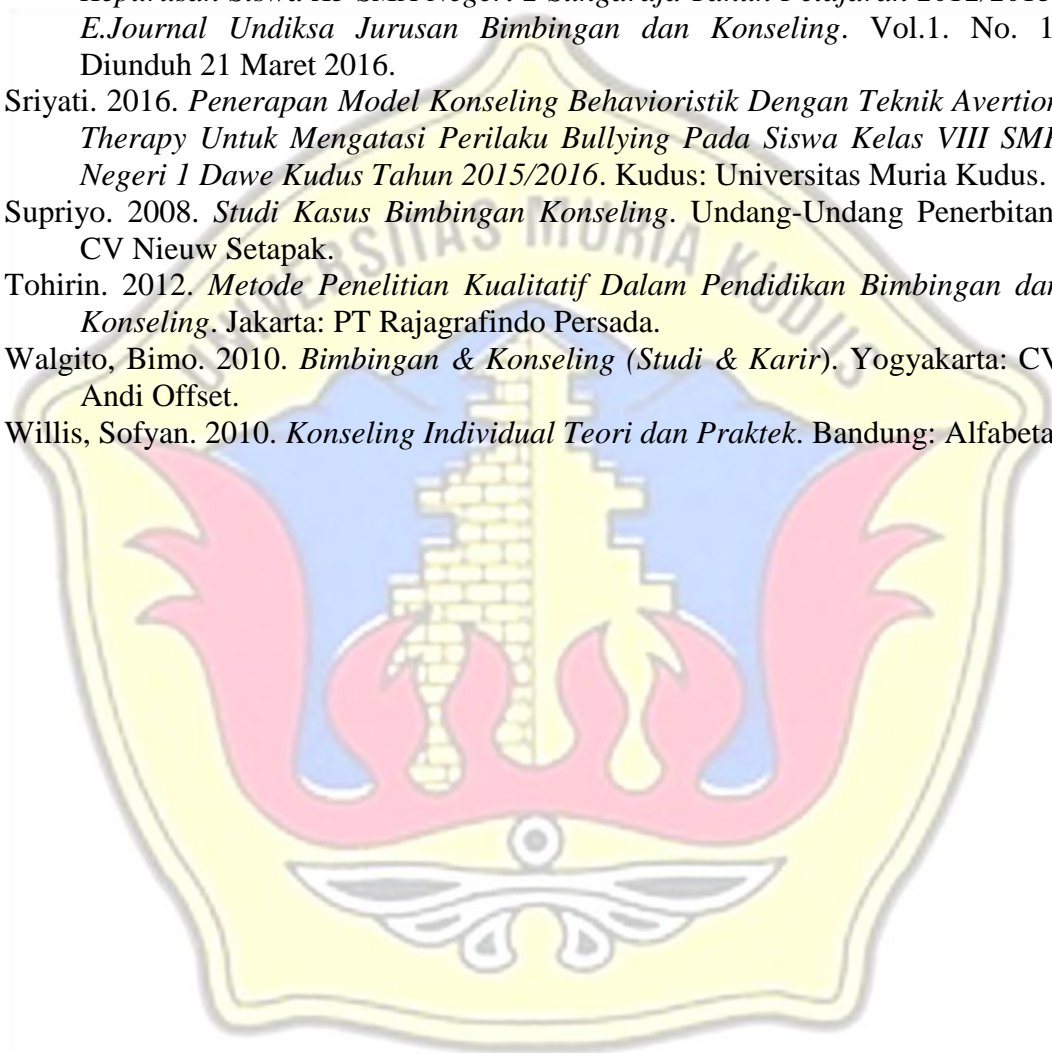 E.Journal Undiksa Jurusan Bimbingan dan Konseling. Vol.1. No. 1
Diunduh 21 Maret 2016.
Sriyati. 2016. Penerapan Model Konseling Behavioristik Dengan Teknik Avertion
Therapy Untuk Mengatasi Perilaku Bullying Pada Siswa Kelas VIII SMP
Negeri 1 Dawe Kudus Tahun 2015/2016. Kudus: Universitas Muria Kudus.
Supriyo. 2008. Studi Kasus Bimbingan Konseling. Undang-Undang Penerbitan
CV Nieuw Setapak.
Tohirin. 2012. Metode Penelitian Kualitatif Dalam Pendidikan Bimbingan dan
Konseling. Jakarta: PT Rajagrafindo Persada.
Walgito, Bimo. 2010. Bimbingan & Konseling (Studi & Karir). Yogyakarta: CV
Andi Offset.
Willis, Sofyan. 2010. Konseling Individual Teori dan Praktek. Bandung: Alfabeta
UNIVERSITAS MURIA KUDUS